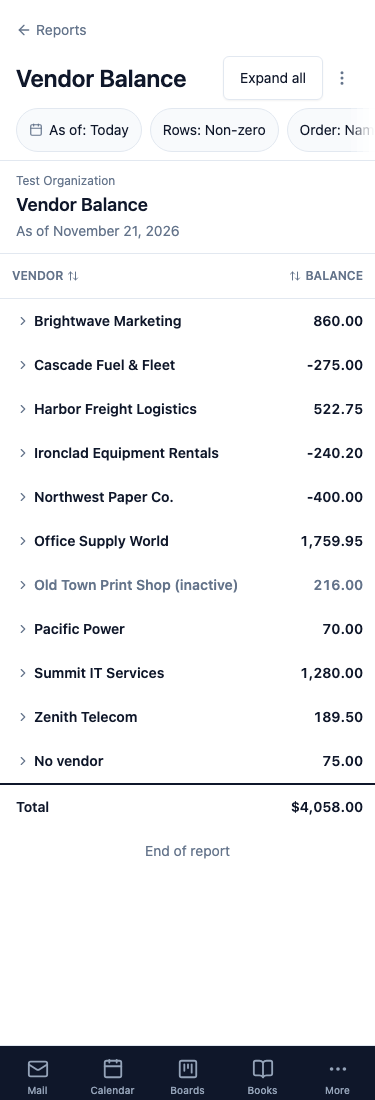 Reports
Vendor Balance
Expand all
As of: Today
Rows: Non-zero
Order: Nam
Test Organization
Vendor Balance
As of November 21, 2026
VENDOR BALANCE
Brightwave Marketing 860.00
Cascade Fuel & Fleet -275.00
Harbor Freight Logistics 522.75
Ironclad Equipment Rentals -240.20
Northwest Paper Co. -400.00
Office Supply World 1,759.95
Old Town Print Shop (inactive) 216.00
Pacific Power 70.00
Summit IT Services 1,280.00
Zenith Telecom 189.50
No vendor 75.00
Total $4,058.00
End of report
Mail Calendar Boards Books More